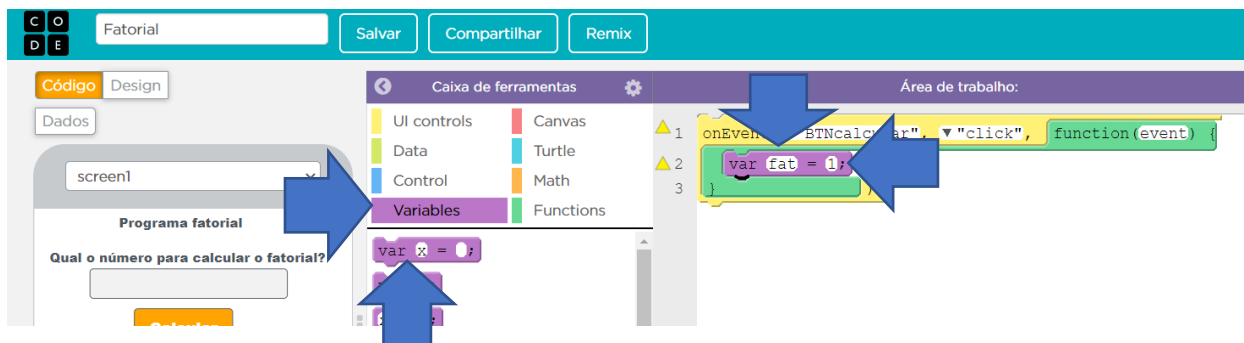 C O
D E
Fatorial
Salvar
Compartilhar
Remix
Código
Design
Dados
screen1
Programa fatorial
Qual o número para calcular o fatorial?
Caixa de ferramentas
UI controls
Canvas
Data
Turtle
Control
Math
Variables
Functions
var x = ;
Área de trabalho:
1 "click", function(event) {
2 var fat = 1;
3 }